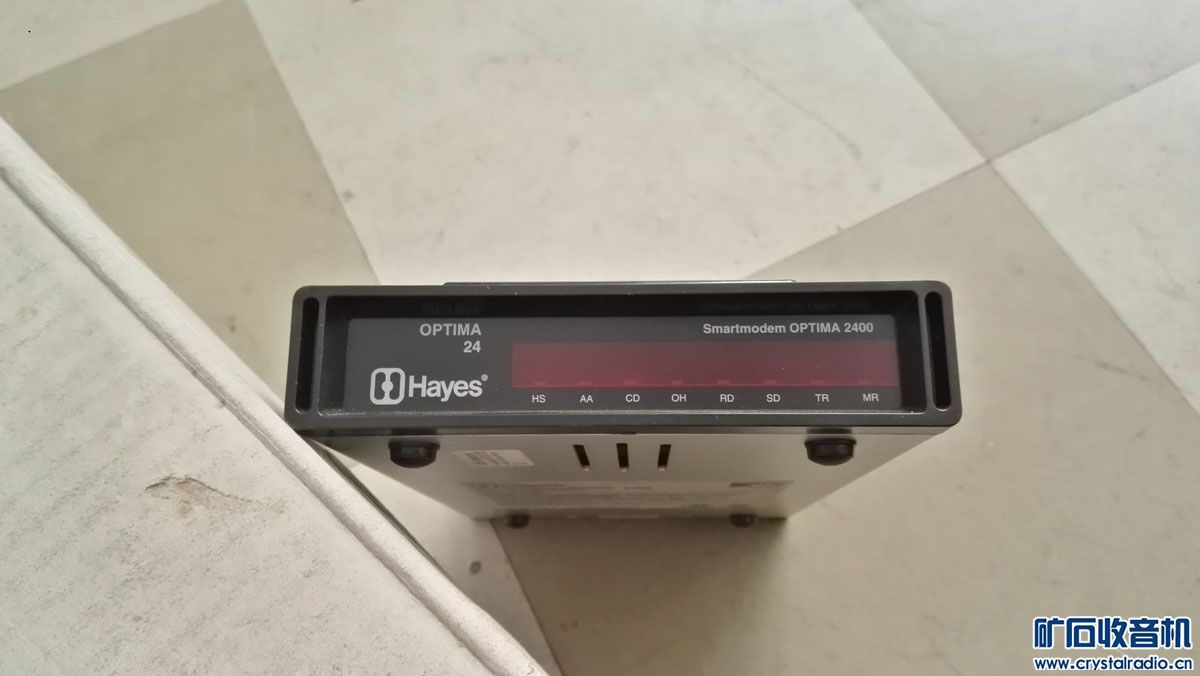 OPTIMA
24
Smartmodem OPTIMA 2400
Hayes®
HS AA CD OH RD SD TR MR
矿石收音机
www.crystalradio.cn